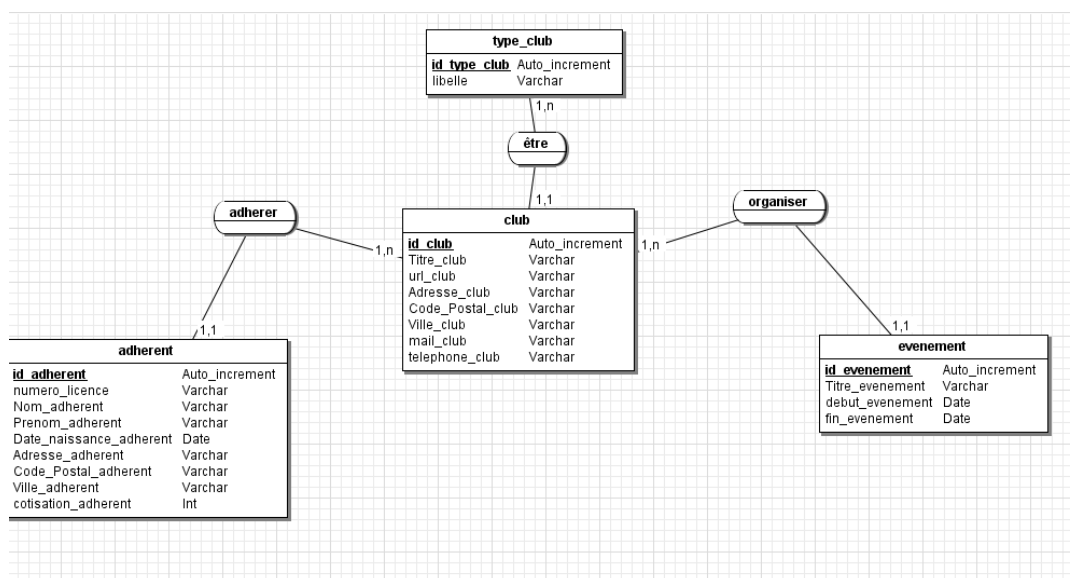 type_club
id_type_club Auto_increment
libelle Varchar
1,n
être
1,1
adherer
organiser
1,n
1,n
club
id_club Auto_increment
Titre_club Varchar
url_club Varchar
Adresse_club Varchar
Code_Postal_club Varchar
Ville_club Varchar
mail_club Varchar
telephone_club Varchar
1,1
adherent
id_adherent Auto_increment
numero_licence Varchar
Nom_adherent Varchar
Prenom_adherent Varchar
Date_naissance_adherent Date
Adresse_adherent Varchar
Code_Postal_adherent Varchar
Ville_adherent Varchar
cotisation_adherent Int
1,1
evenement
id_evenement Auto_increment
Titre_evenement Varchar
debut_evenement Date
fin_evenement Date